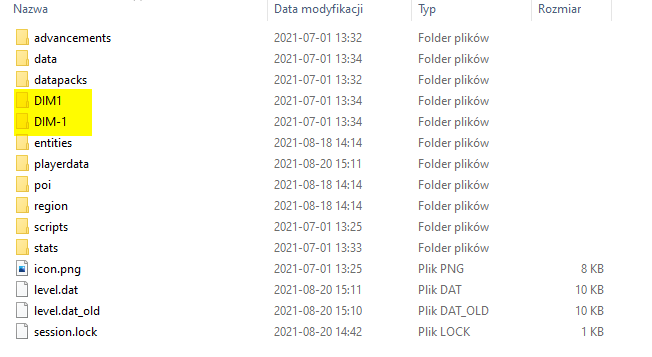 Nazwa Data modyfikacji Typ Rozmiar
advancements 2021-07-01 13:32 Folder plików
data 2021-07-01 13:34 Folder plików
datapacks 2021-07-01 13:32 Folder plików
DIM1 2021-07-01 13:34 Folder plików
DIM-1 2021-07-01 13:34 Folder plików
entities 2021-08-18 14:14 Folder plików
playerdata 2021-08-20 15:11 Folder plików
poi 2021-08-18 14:14 Folder plików
region 2021-08-18 14:14 Folder plików
scripts 2021-07-01 13:25 Folder plików
stats 2021-07-01 13:33 Folder plików
icon.png 2021-07-01 13:25 Plik PNG 8 KB
level.dat 2021-08-20 15:11 Plik DAT 10 KB
level.dat_old 2021-08-20 15:10 Plik DAT_OLD 10 KB
session.lock 2021-08-20 14:42 Plik LOCK 1 KB